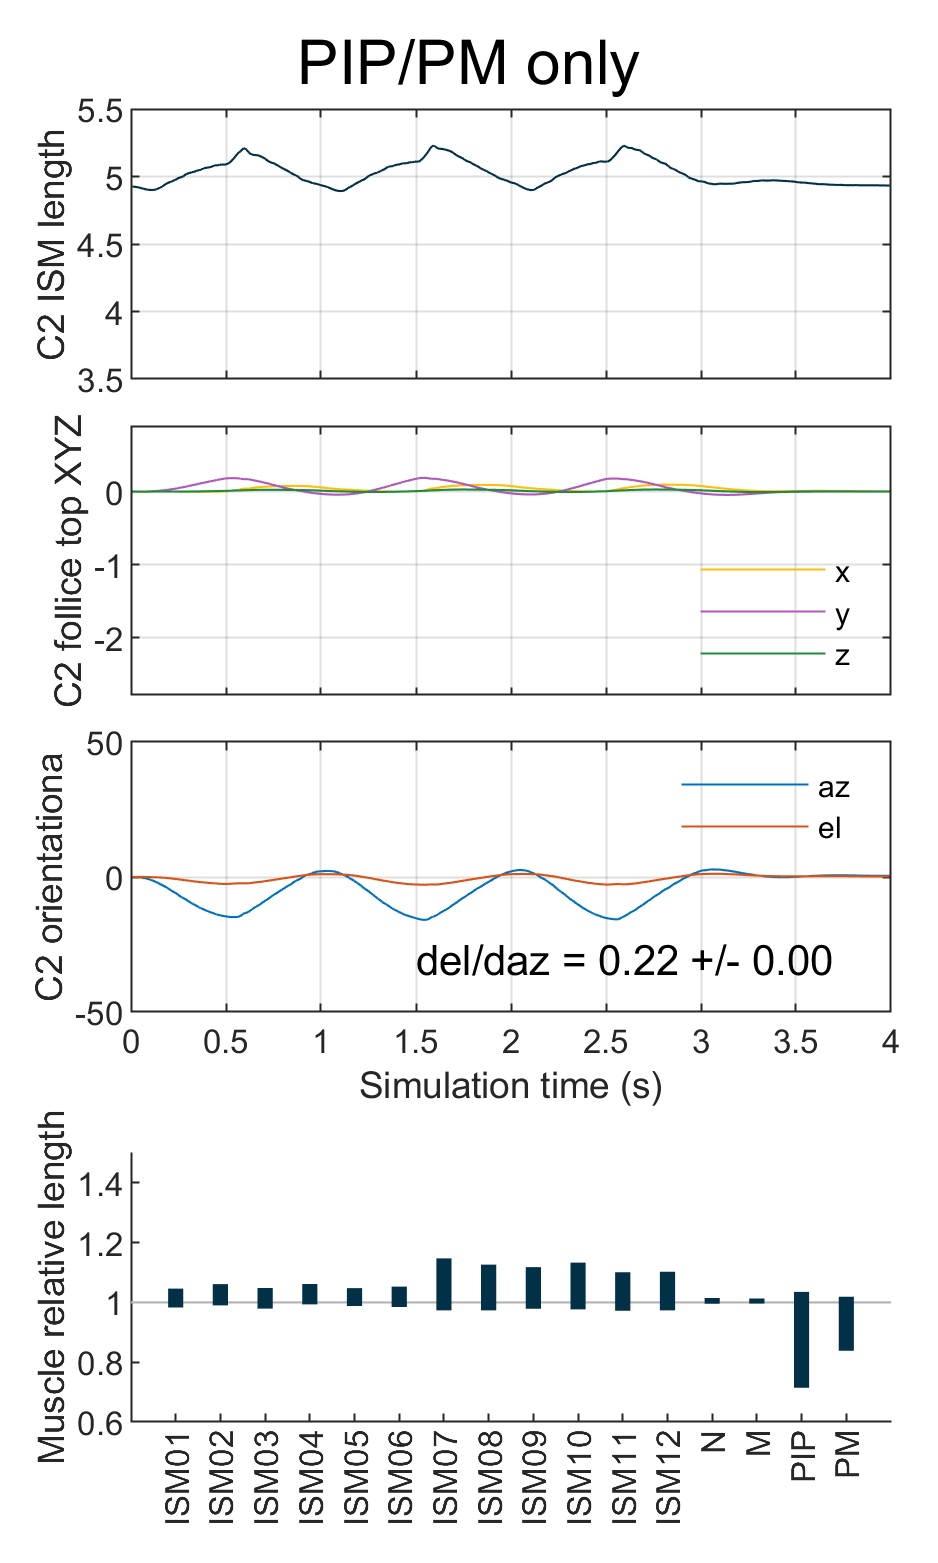 PIP/PM only
C2 ISM length
5.5
5
4.5
4
3.5
C2 follice top XYZ
0
-1
-2
x
y
z
C2 orientationa
50
0
-50
az
el
del/daz = 0.22 +/- 0.00
0 0.5 1 1.5 2 2.5 3 3.5 4
Simulation time (s)
Muscle relative length
1.4
1.2
1
0.8
0.6
ISM01
ISM02
ISM03
ISM04
ISM05
ISM06
ISM07
ISM08
ISM09
ISM10
ISM11
ISM12
N
M
PIP
PM